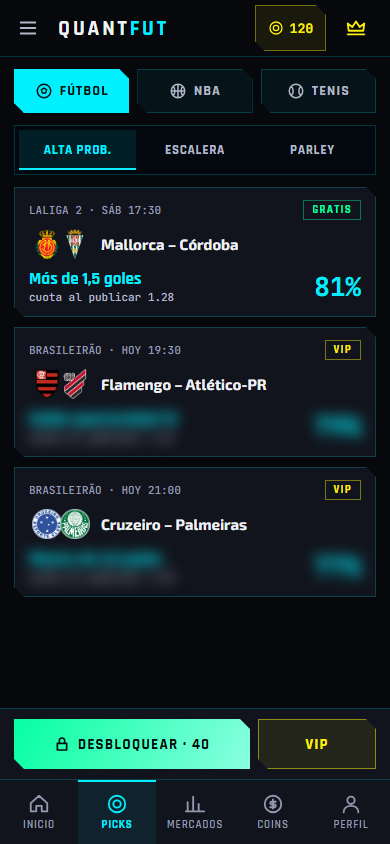 QUANTFUT
120
FÚTBOL
NBA
TENIS
ALTA PROB.
ESCALERA
PARLEY
LALIGA 2 · SÁB 17:30
GRATIS
Mallorca – Córdoba
Más de 1,5 goles
81%
cuota al publicar 1.28
BRASILEIRÃO · HOY 19:30
VIP
Flamengo – Atlético-PR
BRASILEIRÃO · HOY 21:00
VIP
Cruzeiro – Palmeiras
DESBLOQUEAR · 40
VIP
INICIO
PICKS
MERCADOS
COINS
PERFIL